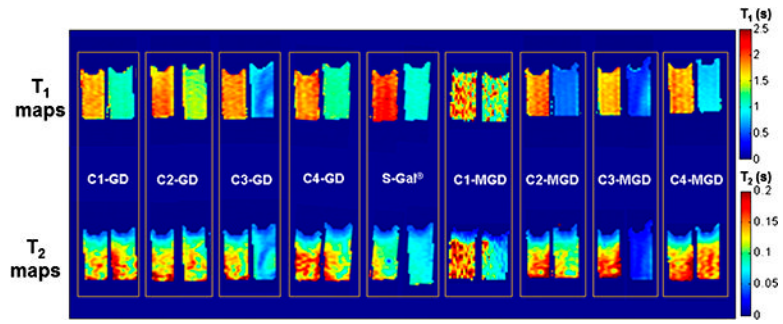 T₁ (s)
2.5
2
1.5
1
0.5
0
T₁
maps
C1-GD C2-GD C3-GD C4-GD S-Gal® C1-MGD C2-MGD C3-MGD C4-MGD
T₂ (s)
0.2
0.15
0.1
0.05
0
T₂
maps